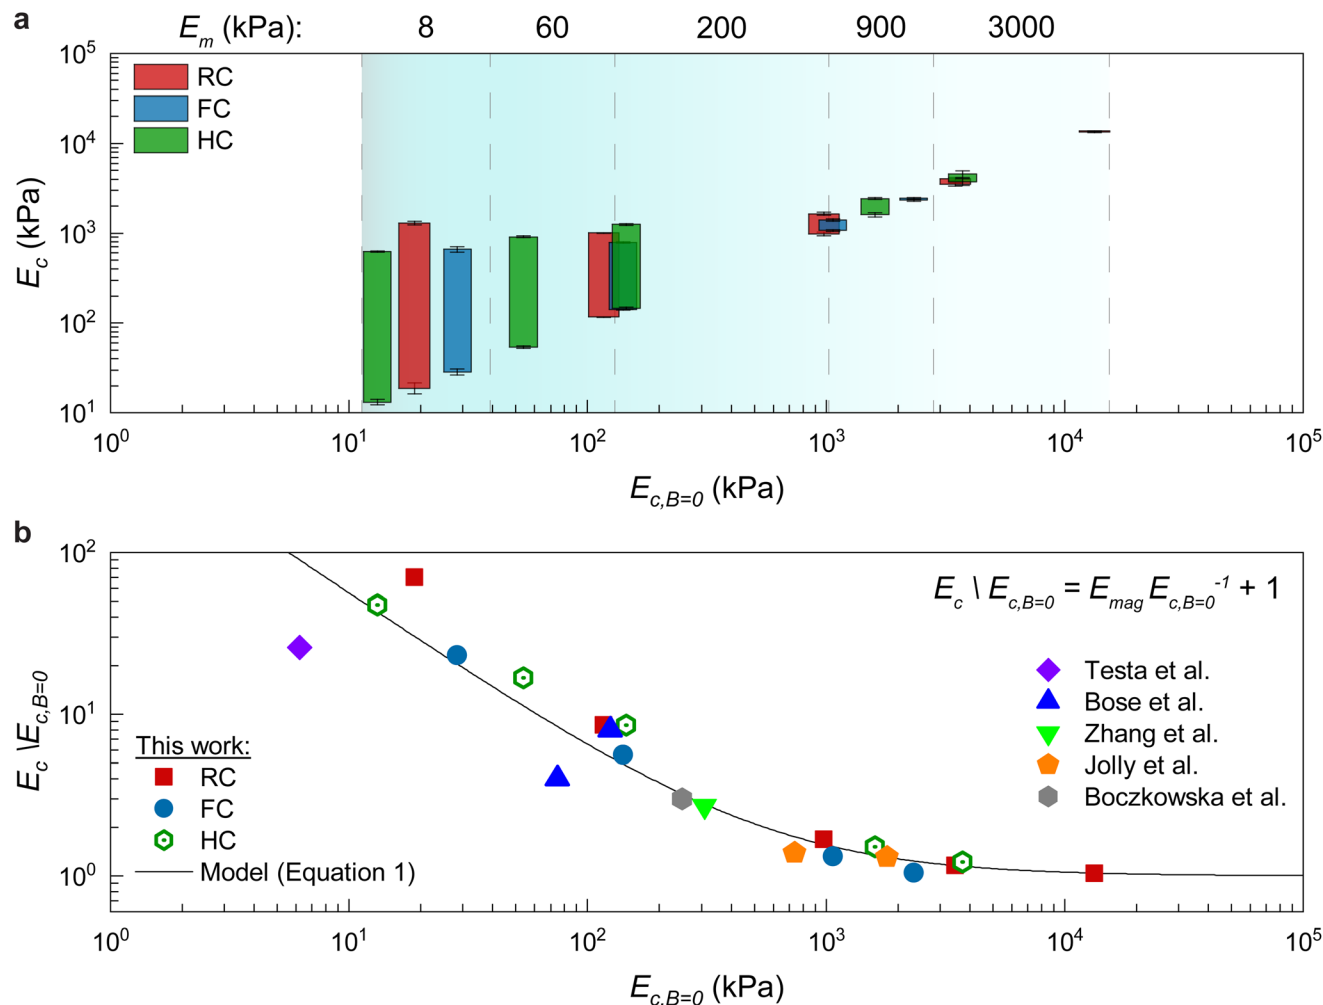 a
E_m (kPa): 8 60 200 900 3000
10^5
10^4
10^3
10^2
10^1
E_c (kPa)
RC
FC
HC
10^0 10^1 10^2 10^3 10^4 10^5
E_c,B=0 (kPa)
b
10^2
10^1
10^0
E_c \E_c,B=0
E_c \ E_c,B=0 = E_mag E_c,B=0^-1 + 1
Testa et al.
Bose et al.
Zhang et al.
Jolly et al.
Boczkowska et al.
This work:
RC
FC
HC
Model (Equation 1)
10^0 10^1 10^2 10^3 10^4 10^5
E_c,B=0 (kPa)